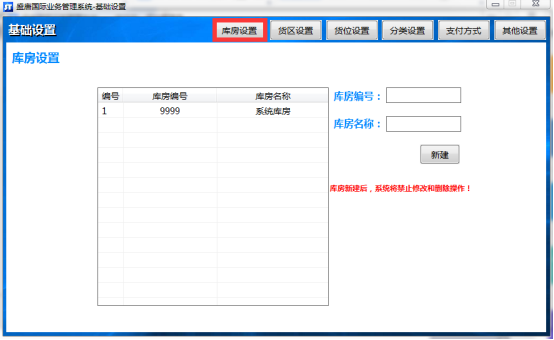 盛唐国际业务管理系统-基础设置
基础设置
库房设置 货区设置 货位设置 分类设置 支付方式 其他设置
库房设置
编号 库房编号 库房名称
1 9999 系统库房
库房编号：
库房名称：
新建
库房新建后，系统将禁止修改和删除操作！